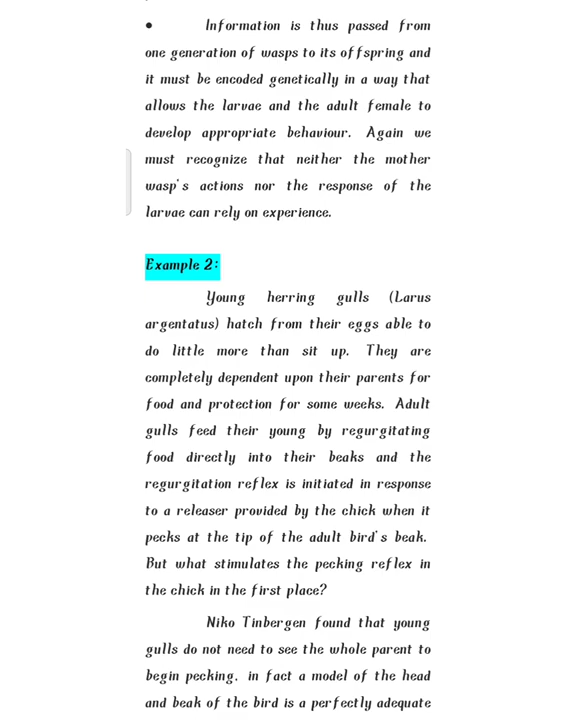 • Information is thus passed from
one generation of wasps to its offspring and
it must be encoded genetically in a way that
allows the larvae and the adult female to
develop appropriate behaviour. Again we
must recognize that neither the mother
wasp's actions nor the response of the
larvae can rely on experience.
Example 2:
Young herring gulls (Larus
argentatus) hatch from their eggs able to
do little more than sit up. They are
completely dependent upon their parents for
food and protection for some weeks. Adult
gulls feed their young by regurgitating
food directly into their beaks and the
regurgitation reflex is initiated in response
to a releaser provided by the chick when it
pecks at the tip of the adult bird's beak.
But what stimulates the pecking reflex in
the chick in the first place?
Niko Tinbergen found that young
gulls do not need to see the whole parent to
begin pecking, in fact a model of the head
and beak of the bird is a perfectly adequate